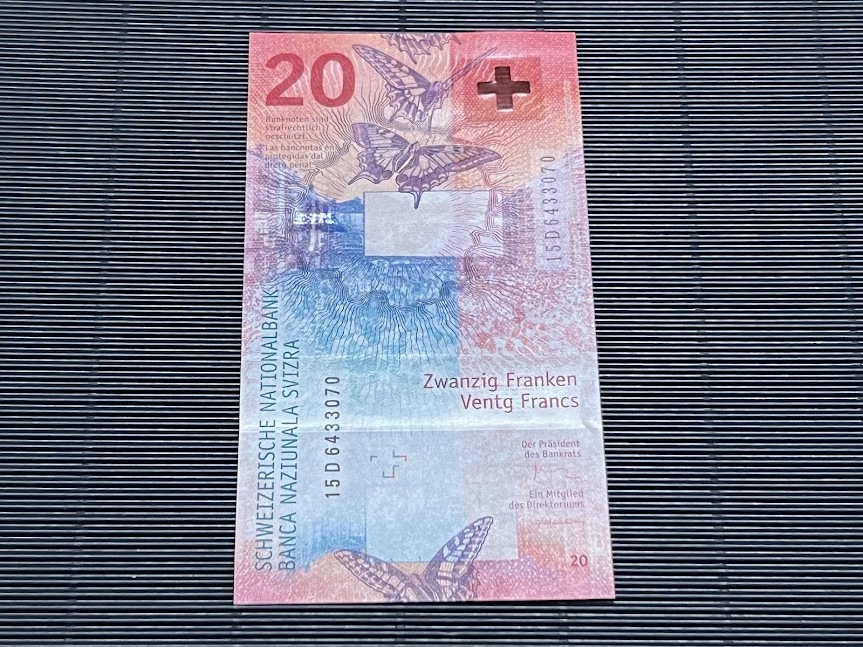 20
Banknoten sind
strafrechtlich
geschützt.
Las bancnotas èn
protegidas dal
dretg penal.
15D6433070
SCHWEIZERISCHE NATIONALBANK
BANCA NAZIUNALA SVIZRA
15D6433070
Zwanzig Franken
Ventg Francs
Der Präsident
des Bankrats
Ein Mitglied
des Direktoriums
20